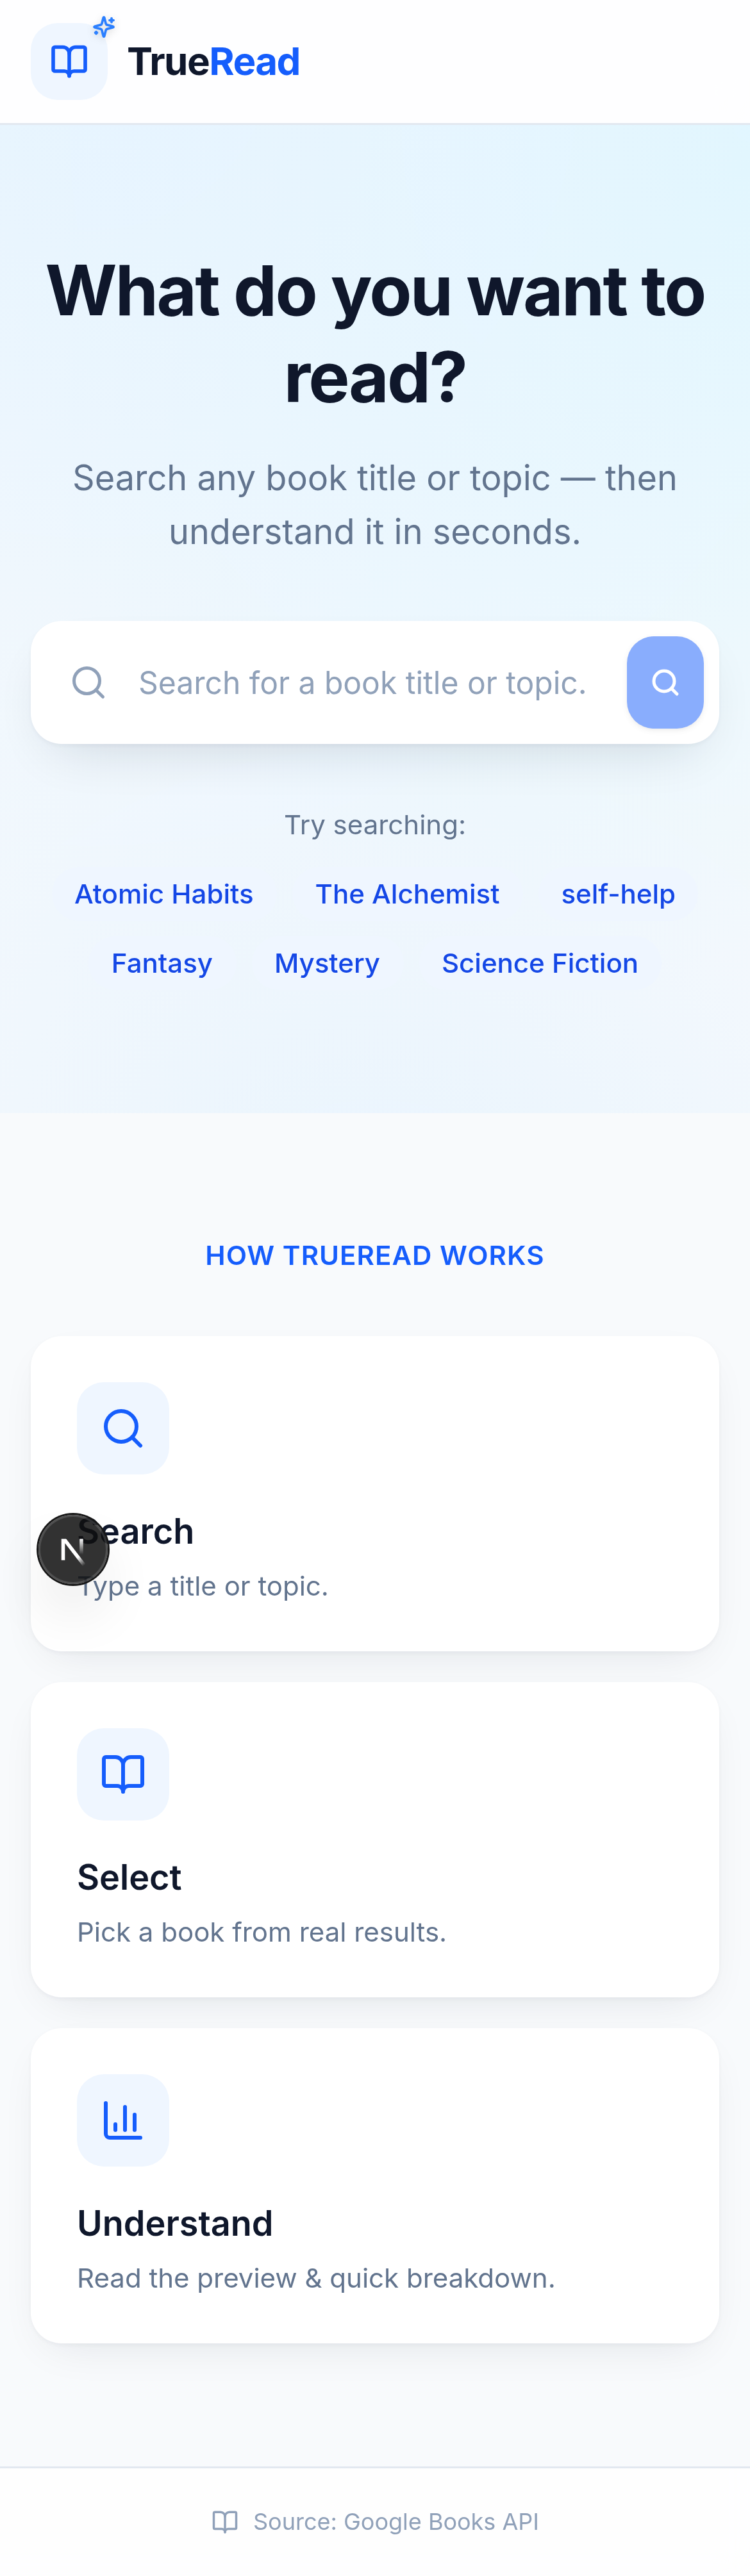 TrueRead
What do you want to
read?
Search any book title or topic — then
understand it in seconds.
Search for a book title or topic.
Try searching:
Atomic Habits The Alchemist self-help
Fantasy Mystery Science Fiction
HOW TRUEREAD WORKS
Search
N
Type a title or topic.
Select
Pick a book from real results.
Understand
Read the preview & quick breakdown.
Source: Google Books API